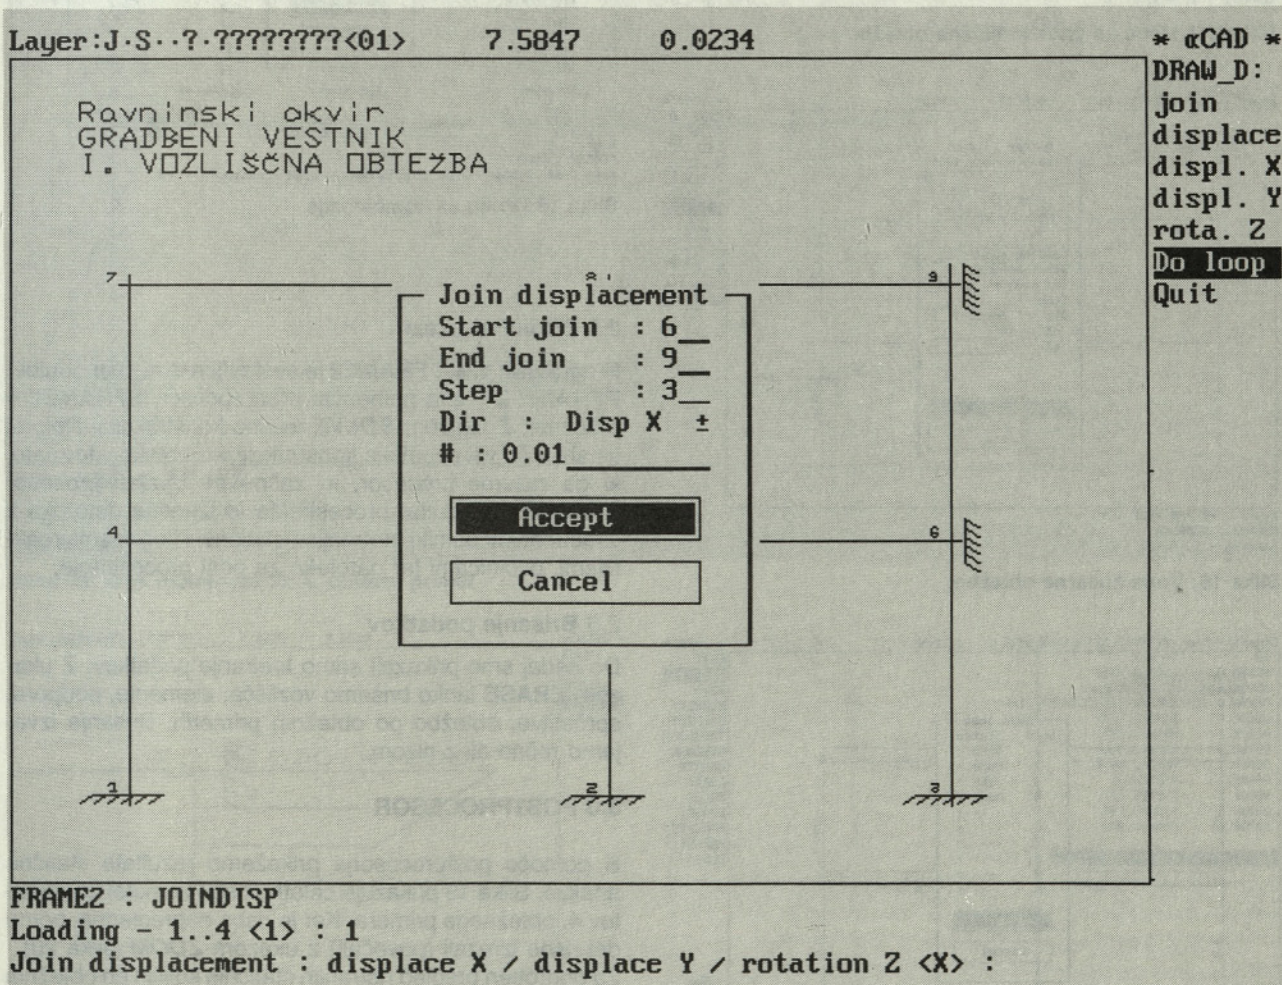 Layer:J·S··?·????????<01> 7.5847 0.0234
* αCAD *
DRAW_D:
join
displace
displ. X
displ. Y
rota. Z
Do loop
Quit
Ravninski okvir
GRADBENI VESTNIK
I. VOZLIŠČNA OBTEŽBA
7
9
Join displacement
Start join : 6
End join : 9
Step : 3
Dir : Disp X ±
# : 0.01
Accept
Cancel
4
6
1
2
3
FRAME2 : JOINDISP
Loading - 1..4 <1> : 1
Join displacement : displace X / displace Y / rotation Z <X> :